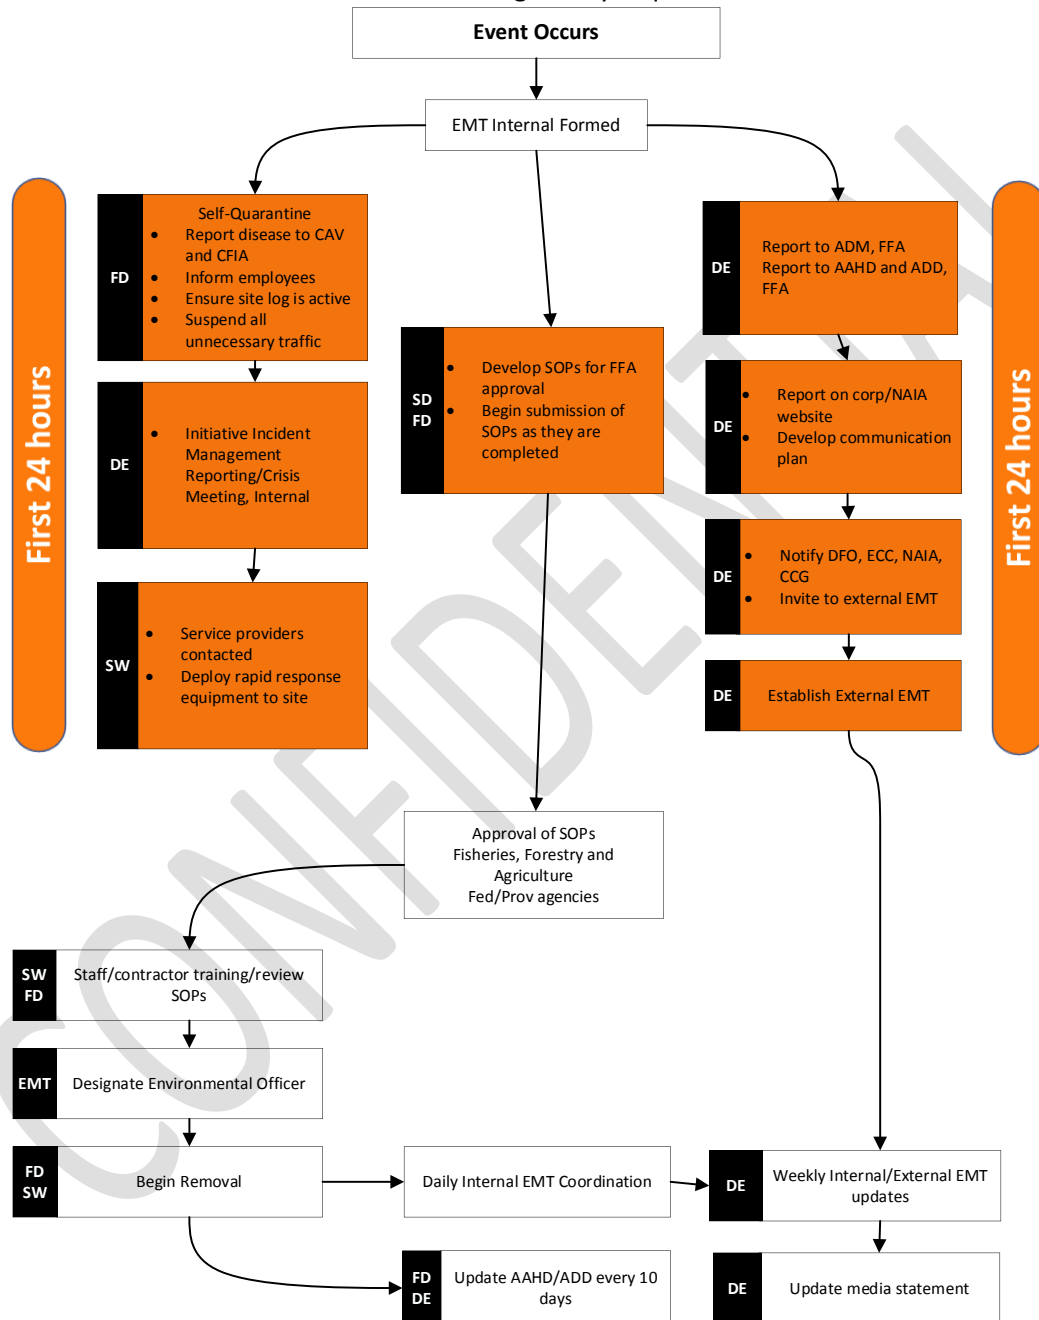 Event Occurs
EMT Internal Formed
First 24 hours
FD
Self-Quarantine
• Report disease to CAV
and CFIA
• Inform employees
• Ensure site log is active
• Suspend all
unnecessary traffic
DE
• Initiative Incident
Management
Reporting/Crisis
Meeting, Internal
SW
• Service providers
contacted
• Deploy rapid response
equipment to site
SD
FD
• Develop SOPs for FFA
approval
• Begin submission of
SOPs as they are
completed
DE
Report to ADM, FFA
Report to AAHD and ADD,
FFA
DE
• Report on corp/NAIA
website
• Develop communication
plan
DE
• Notify DFO, ECC, NAIA,
CCG
• Invite to external EMT
DE
Establish External EMT
First 24 hours
Approval of SOPs
Fisheries, Forestry and
Agriculture
Fed/Prov agencies
SW
FD
Staff/contractor training/review
SOPs
EMT
Designate Environmental Officer
FD
SW
Begin Removal
Daily Internal EMT Coordination
DE
Weekly Internal/External EMT
updates
FD
DE
Update AAHD/ADD every 10
days
DE
Update media statement
CONFIDENTIAL